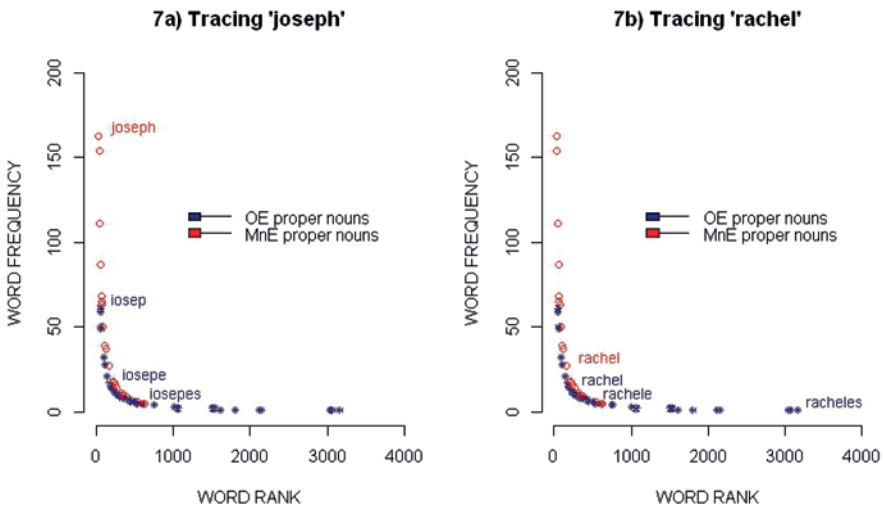 7a) Tracing 'joseph'
WORD FREQUENCY
200
150
100
50
0
joseph
OE proper nouns
MnE proper nouns
iosep
iosepe
iosepes
0 1000 2000 3000 4000
WORD RANK
7b) Tracing 'rachel'
WORD FREQUENCY
200
150
100
50
0
OE proper nouns
MnE proper nouns
rachel
rachel
rachele
racheles
0 1000 2000 3000 4000
WORD RANK